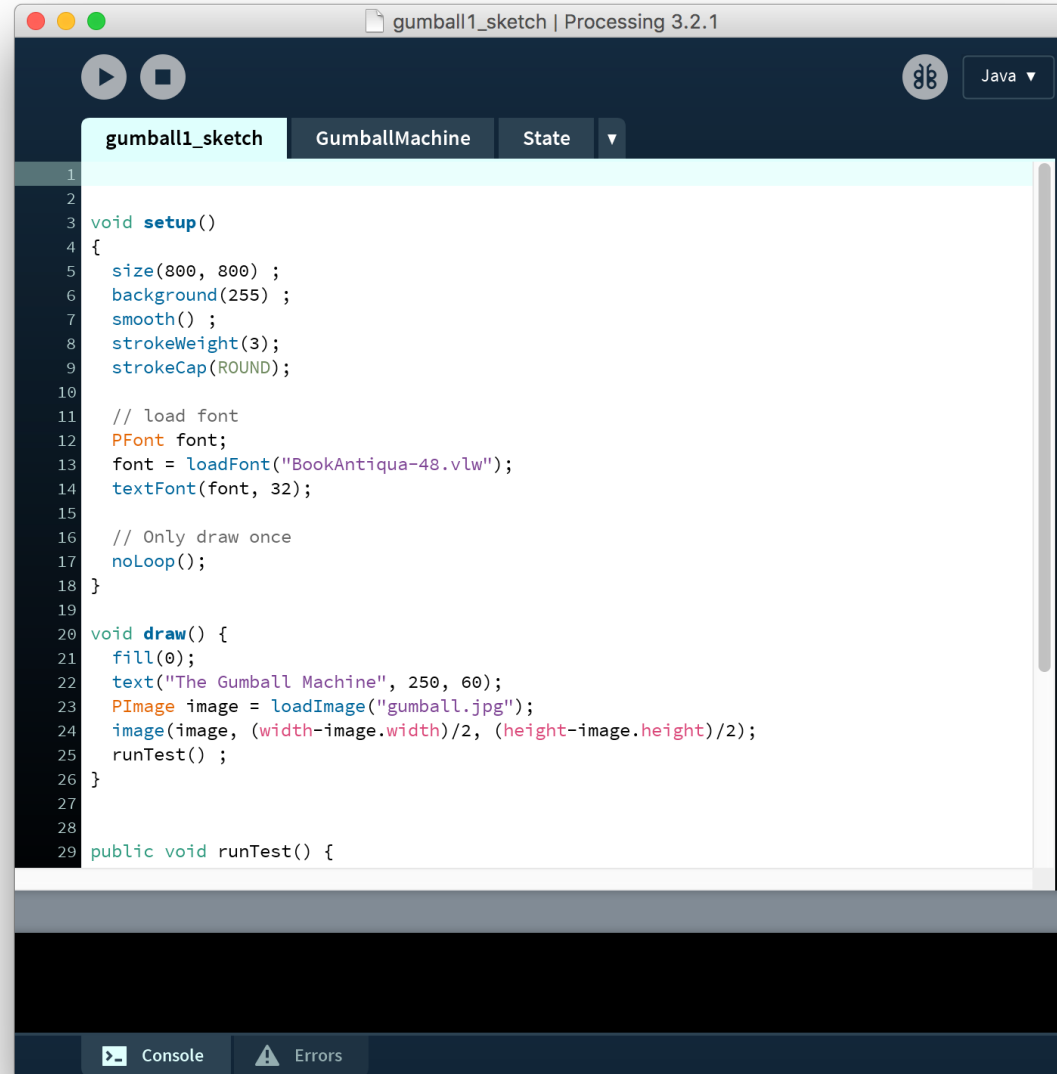 gumball1_sketch | Processing 3.2.1
Java ▼
gumball1_sketch GumballMachine State ▼
1
2
3 void setup()
4 {
5   size(800, 800) ;
6   background(255) ;
7   smooth() ;
8   strokeWeight(3);
9   strokeCap(ROUND);
10
11   // load font
12   PFont font;
13   font = loadFont("BookAntiqua-48.vlw");
14   textFont(font, 32);
15
16   // Only draw once
17   noLoop();
18 }
19
20 void draw() {
21   fill(0);
22   text("The Gumball Machine", 250, 60);
23   PImage image = loadImage("gumball.jpg");
24   image(image, (width-image.width)/2, (height-image.height)/2);
25   runTest() ;
26 }
27
28
29 public void runTest() {
Console Errors